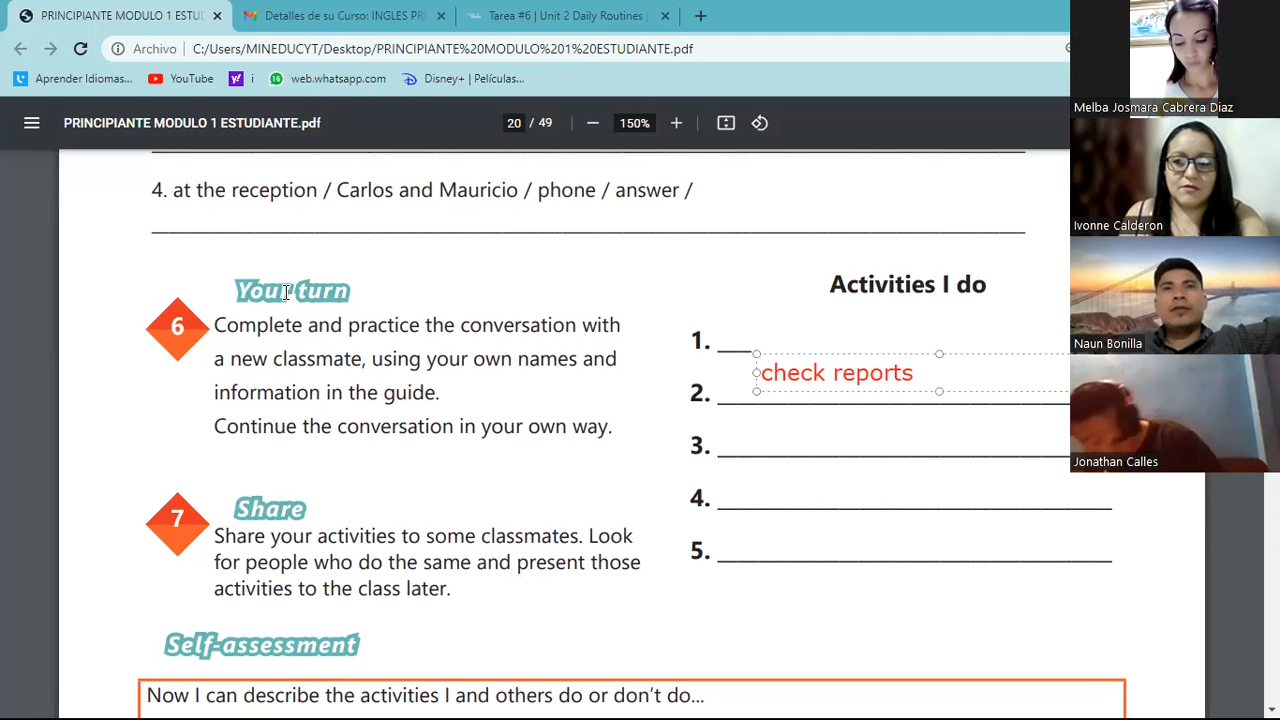 PRINCIPIANTE MODULO 1 ESTUDI
Detalles de su Curso: INGLES PRI
Tarea #6 | Unit 2 Daily Routines |
Archivo
C:/Users/MINEDUCYT/Desktop/PRINCIPIANTE%20MODULO%201%20ESTUDIANTE.pdf
Aprender Idiomas...
YouTube
i
web.whatsapp.com
Disney+ | Películas...
PRINCIPIANTE MODULO 1 ESTUDIANTE.pdf
20 / 49
150%
4. at the reception / Carlos and Mauricio / phone / answer /
Your turn
6
Complete and practice the conversation with
a new classmate, using your own names and
information in the guide.
Continue the conversation in your own way.
7
Share
Share your activities to some classmates. Look
for people who do the same and present those
activities to the class later.
Activities I do
1.
check reports
2.
3.
4.
5.
Self-assessment
Now I can describe the activities I and others do or don't do...
Melba Josmara Cabrera Diaz
Ivonne Calderon
Naun Bonilla
Jonathan Calles